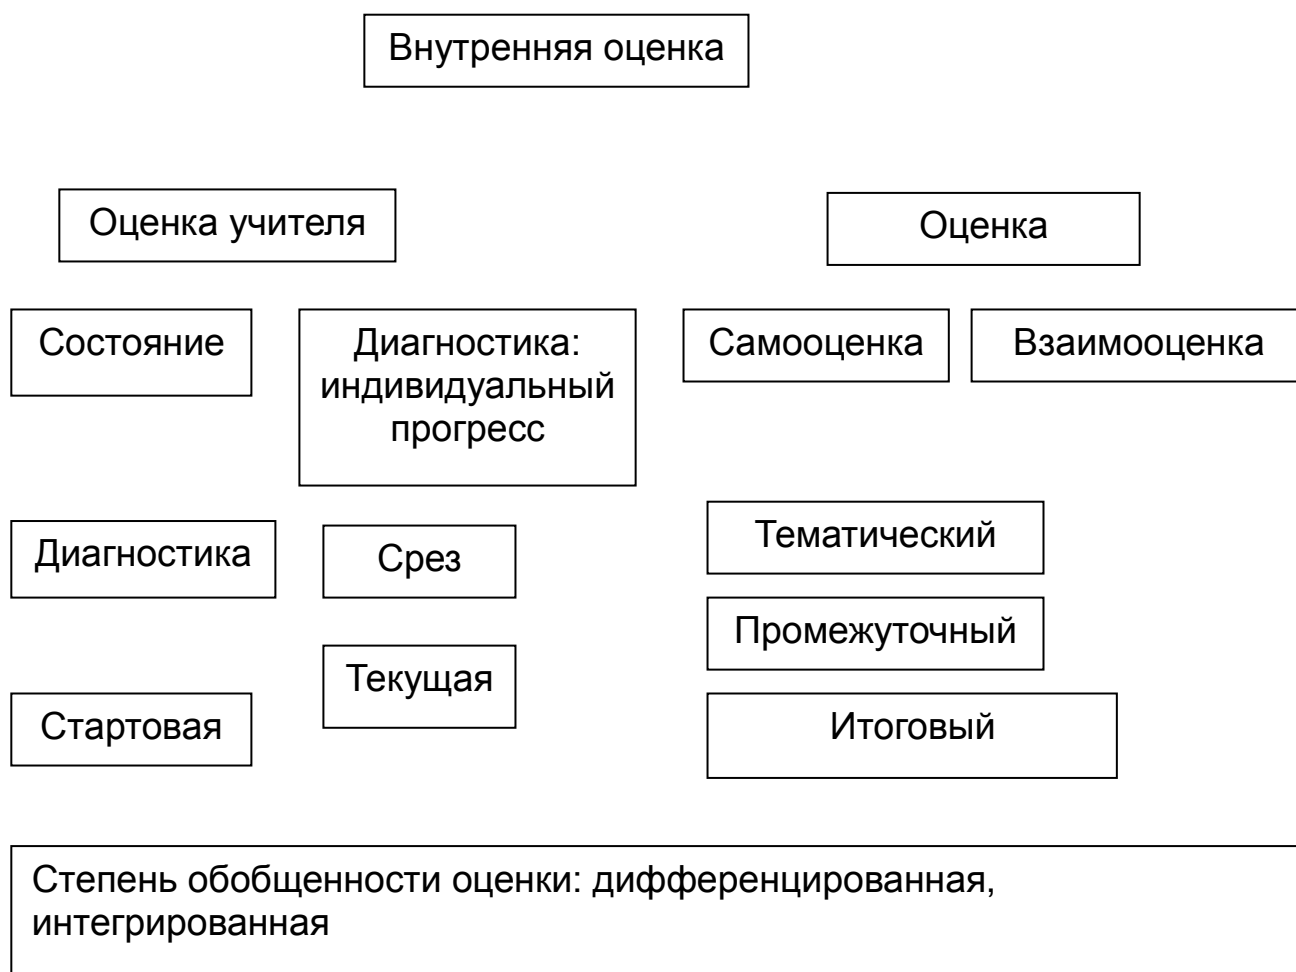 Внутренняя оценка
Оценка учителя
Оценка
Состояние
Диагностика:
индивидуальный
прогресс
Самооценка
Взаимооценка
Диагностика
Срез
Тематический
Промежуточный
Текущая
Стартовая
Итоговый
Степень обобщенности оценки: дифференцированная,
интегрированная